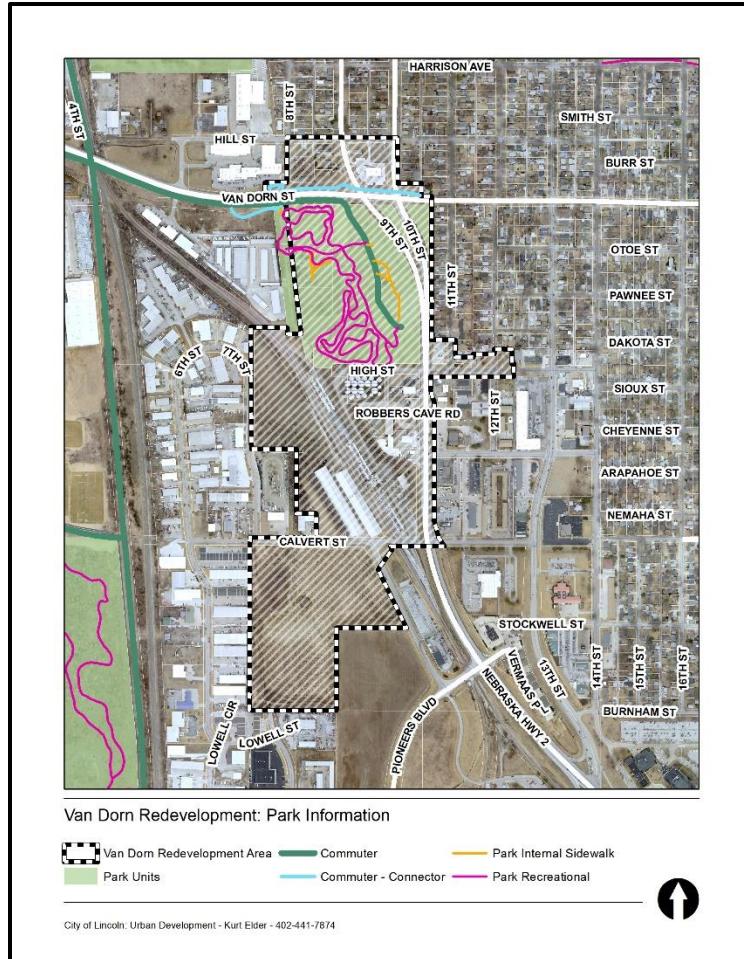 HARRISON AVE
4TH ST
8TH ST
SMITH ST
HILL ST
BURR ST
VAN DORN ST
9TH ST
10TH ST
11TH ST
OTOE ST
PAWNEE ST
DAKOTA ST
6TH ST
7TH ST
HIGH ST
SIOUX ST
ROBBERS CAVE RD
12TH ST
CHEYENNE ST
ARAPAHOE ST
NEMAHA ST
CALVERT ST
STOCKWELL ST
VERMAAS PL
13TH ST
14TH ST
15TH ST
16TH ST
NEBRASKA HWY 2
PIONEERS BLVD
LOWELL CIR
LOWELL ST
BURNHAM ST
Van Dorn Redevelopment: Park Information
Van Dorn Redevelopment Area
Commuter
Park Internal Sidewalk
Park Units
Commuter - Connector
Park Recreational
City of Lincoln: Urban Development - Kurt Elder - 402-441-7874